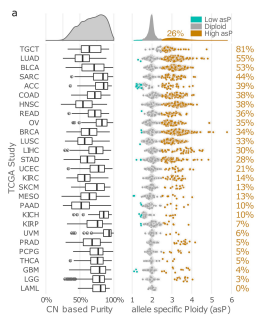 a
Low asP
Diploid
High asP
26%
TCGA Study
TGCT 81%
LUAD 55%
BLCA 53%
SARC 44%
ACC 39%
COAD 38%
HNSC 38%
READ 36%
OV 35%
BRCA 34%
LUSC 33%
LIHC 30%
STAD 28%
UCEC 21%
KIRC 14%
SKCM 13%
MESO 13%
PAAD 10%
KICH 10%
KIRP 7%
UVM 6%
PRAD 5%
PCPG 5%
THCA 5%
GBM 4%
LGG 3%
LAML 0%
0% 50% 100% 1 2 3 4 5 6
CN based Purity allele specific Ploidy (asP)